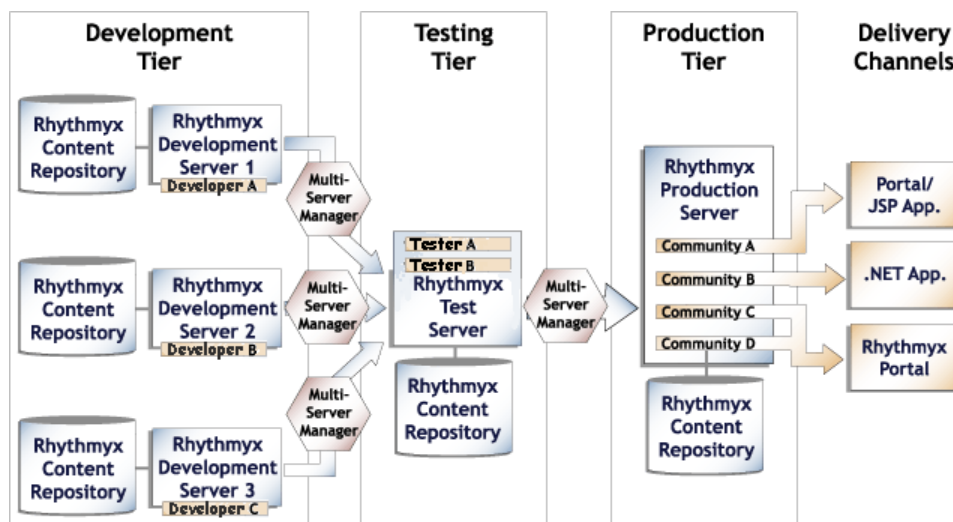 Development
Tier
Testing
Tier
Production
Tier
Delivery
Channels
Rhythmyx
Content
Repository
Rhythmyx
Development
Server 1
Developer A
Multi-
Server
Manager
Rhythmyx
Content
Repository
Rhythmyx
Development
Server 2
Developer B
Multi-
Server
Manager
Rhythmyx
Content
Repository
Rhythmyx
Development
Server 3
Developer C
Multi-
Server
Manager
Tester A
Tester B
Rhythmyx
Test
Server
Rhythmyx
Content
Repository
Multi-
Server
Manager
Rhythmyx
Production
Server
Community A
Community B
Community C
Community D
Rhythmyx
Content
Repository
Portal/
JSP App.
.NET App.
Rhythmyx
Portal